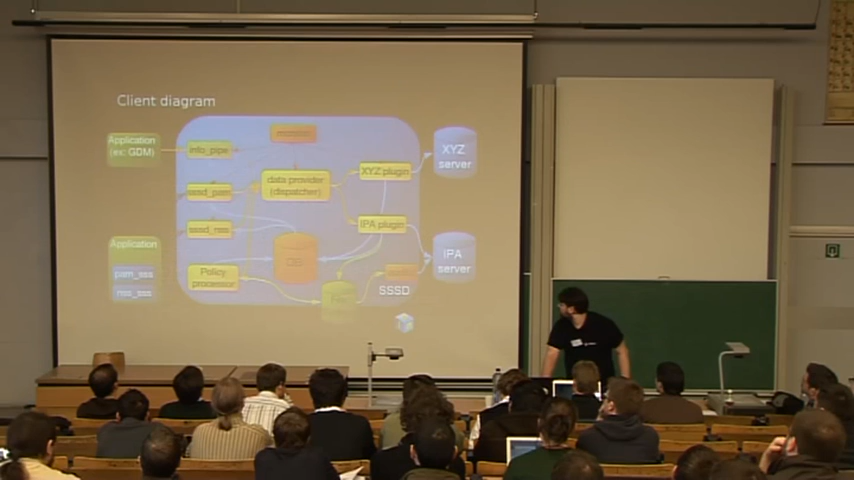 Client diagram
Application
(ex: GDM)
info_pipe
XYZ
server
XYZ plugin
data provider
(dispatcher)
sssd_pam
sssd_nss
IPA plugin
Application
pam_sss
nss_sss
IPA
server
Policy
processor
SSSD